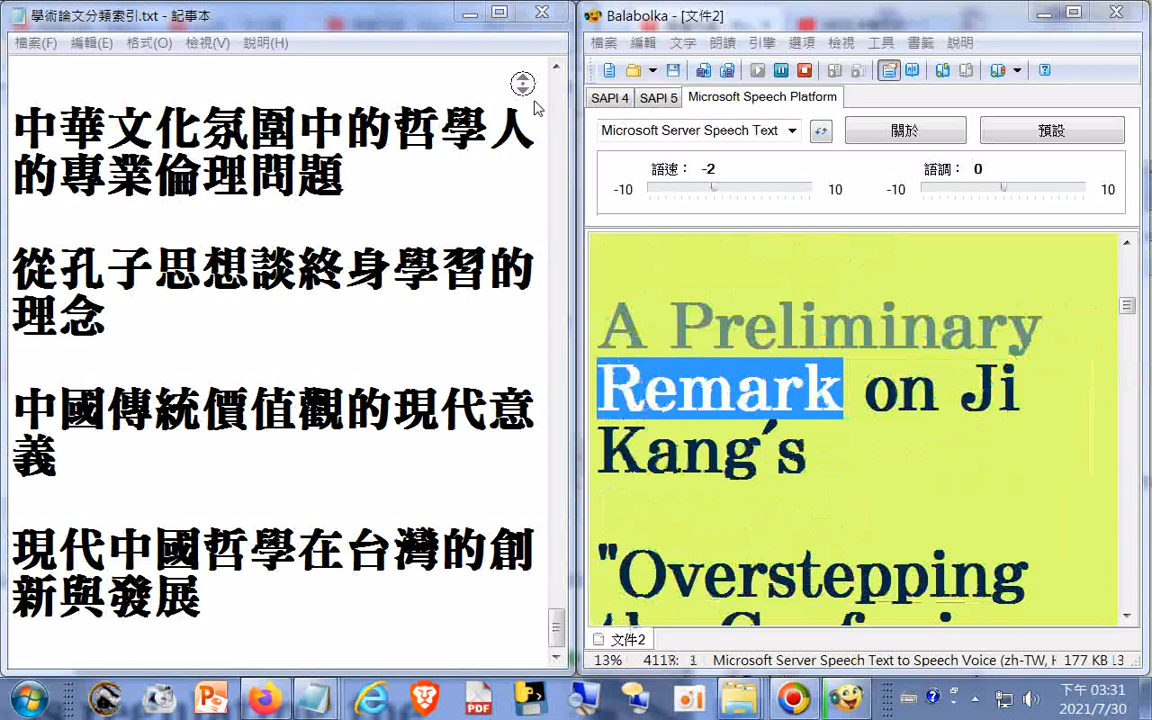 學術論文分類索引.txt - 記事本
檔案(F) 編輯(E) 格式(O) 檢視(V) 說明(H)
中華文化氛圍中的哲學人
的專業倫理問題
從孔子思想談終身學習的
理念
中國傳統價值觀的現代意
義
現代中國哲學在台灣的創
新與發展
Balabolka - [文件2]
檔案 編輯 文字 朗讀 引擎 選項 檢視 工具 書籤 說明
SAPI 4 SAPI 5 Microsoft Speech Platform
Microsoft Server Speech Text 關於 預設
語速： -2 語調： 0
-10 10 -10 10
A Preliminary
Remark on Ji
Kang's
"Overstepping
文件2
13% 1 Microsoft Server Speech Text to Speech Voice (zh-TW, 177 KB
PDF
下午 03:31
2021/7/30